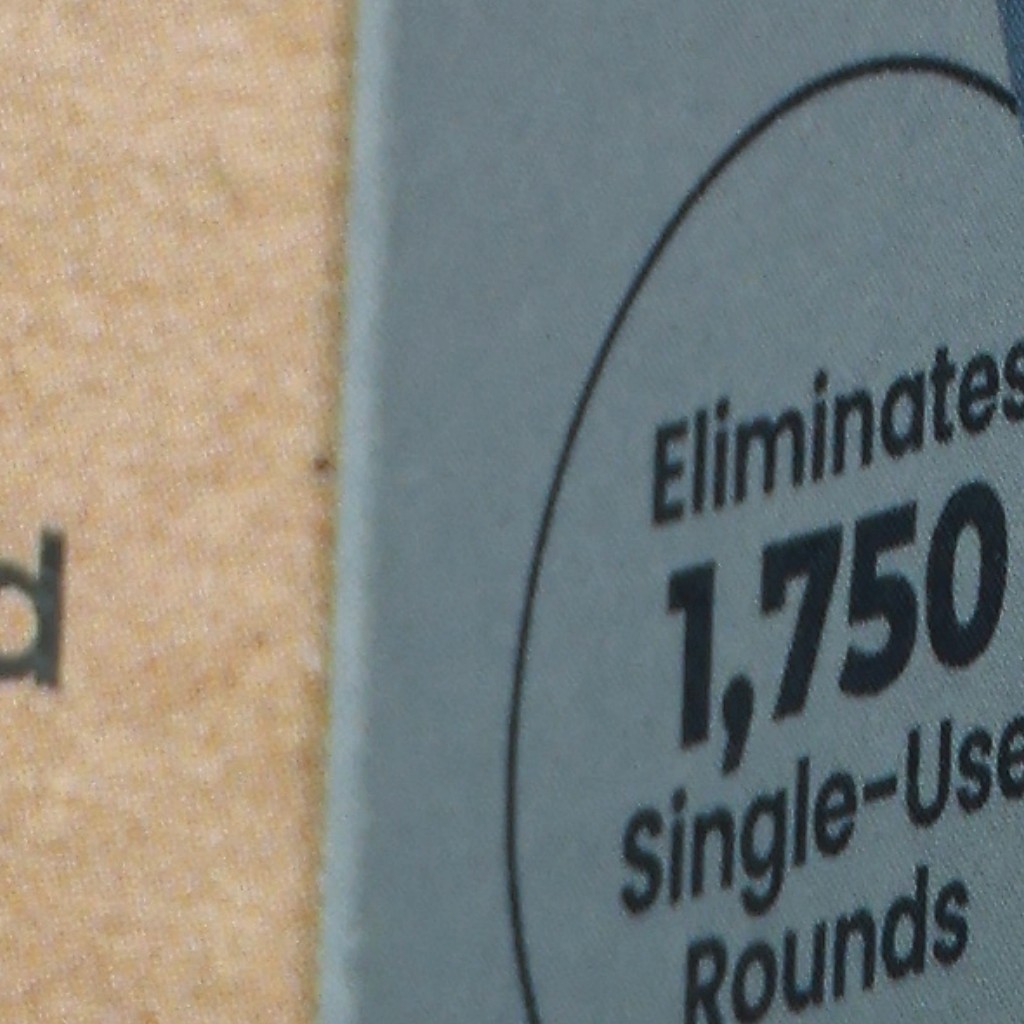 d
Eliminates
1,750
Single-Use
Rounds